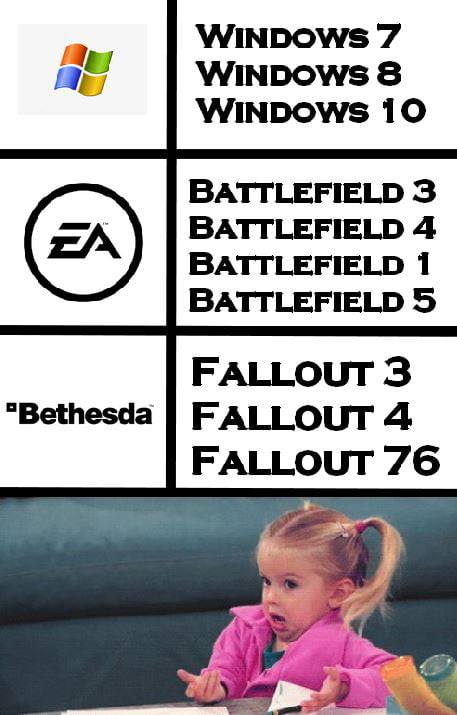 Windows 7
Windows 8
Windows 10
EA
Battlefield 3
Battlefield 4
Battlefield 1
Battlefield 5
Bethesda
Fallout 3
Fallout 4
Fallout 76